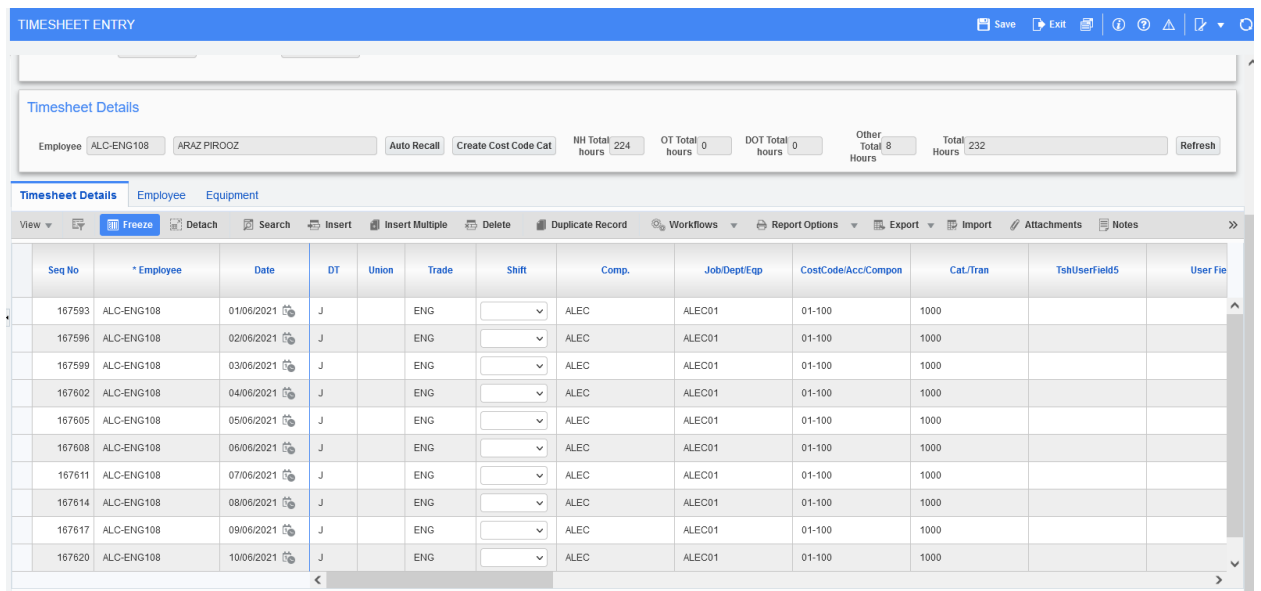 TIMESHEET ENTRY Save Exit
Timesheet Details
Employee ALC-ENG108 ARAZ PIROOZ Auto Recall Create Cost Code Cat NH Total hours 224 OT Total hours 0 DOT Total hours 0 Other Total Hours 8 Total Hours 232 Refresh
Timesheet Details Employee Equipment
View Freeze Detach Search Insert Insert Multiple Delete Duplicate Record Workflows Report Options Export Import Attachments Notes »
Seq No * Employee Date DT Union Trade Shift Comp. Job/Dept/Eqp CostCode/Acc/Compon Cat./Tran TshUserField5 User Fie
167593 ALC-ENG108 01/06/2021 J ENG ALEC ALEC01 01-100 1000
167596 ALC-ENG108 02/06/2021 J ENG ALEC ALEC01 01-100 1000
167599 ALC-ENG108 03/06/2021 J ENG ALEC ALEC01 01-100 1000
167602 ALC-ENG108 04/06/2021 J ENG ALEC ALEC01 01-100 1000
167605 ALC-ENG108 05/06/2021 J ENG ALEC ALEC01 01-100 1000
167608 ALC-ENG108 06/06/2021 J ENG ALEC ALEC01 01-100 1000
167611 ALC-ENG108 07/06/2021 J ENG ALEC ALEC01 01-100 1000
167614 ALC-ENG108 08/06/2021 J ENG ALEC ALEC01 01-100 1000
167617 ALC-ENG108 09/06/2021 J ENG ALEC ALEC01 01-100 1000
167620 ALC-ENG108 10/06/2021 J ENG ALEC ALEC01 01-100 1000